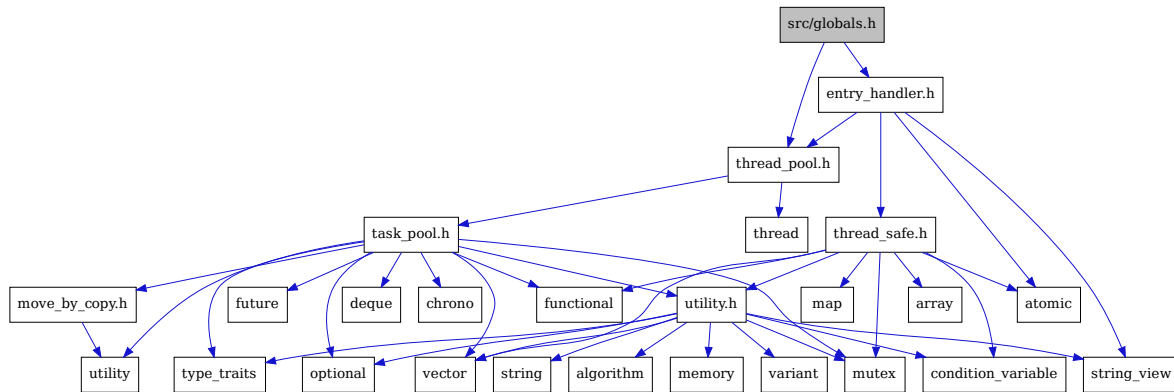 src/globals.h
entry_handler.h
thread_pool.h
task_pool.h
thread
thread_safe.h
move_by_copy.h
future
deque
chrono
functional
utility.h
map
array
atomic
utility
type_traits
optional
vector
string
algorithm
memory
variant
mutex
condition_variable
string_view